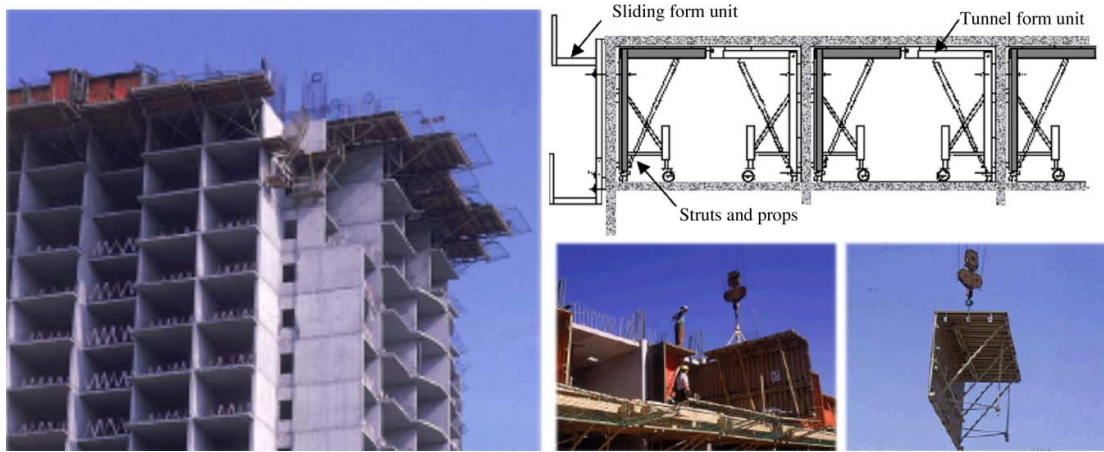 Sliding form unit
Tunnel form unit
Struts and props